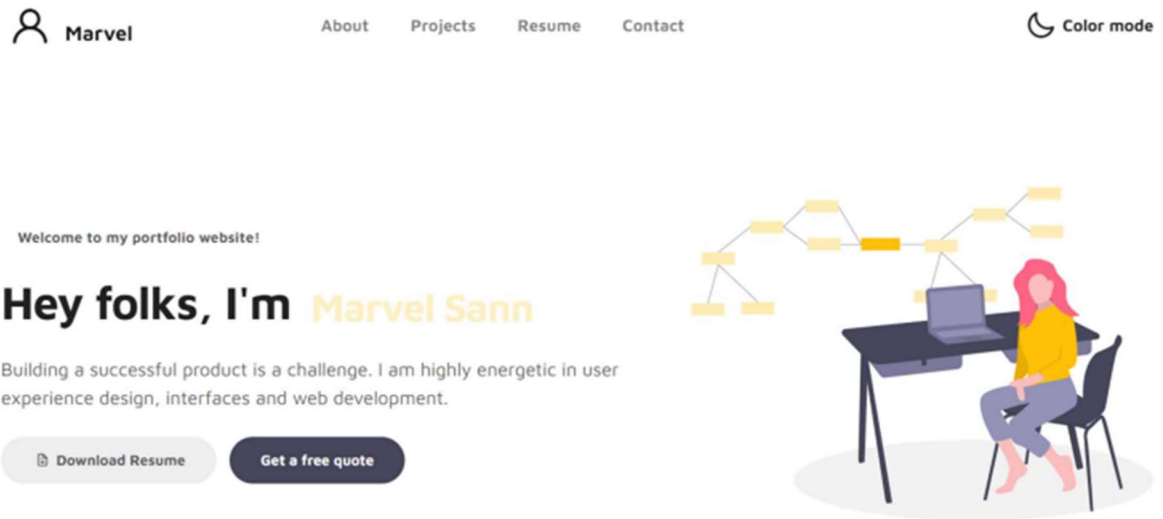 Marvel
About
Projects
Resume
Contact
Color mode
Welcome to my portfolio website!
Hey folks, I'm Marvel Sann
Building a successful product is a challenge. I am highly energetic in user
experience design, interfaces and web development.
Download Resume
Get a free quote